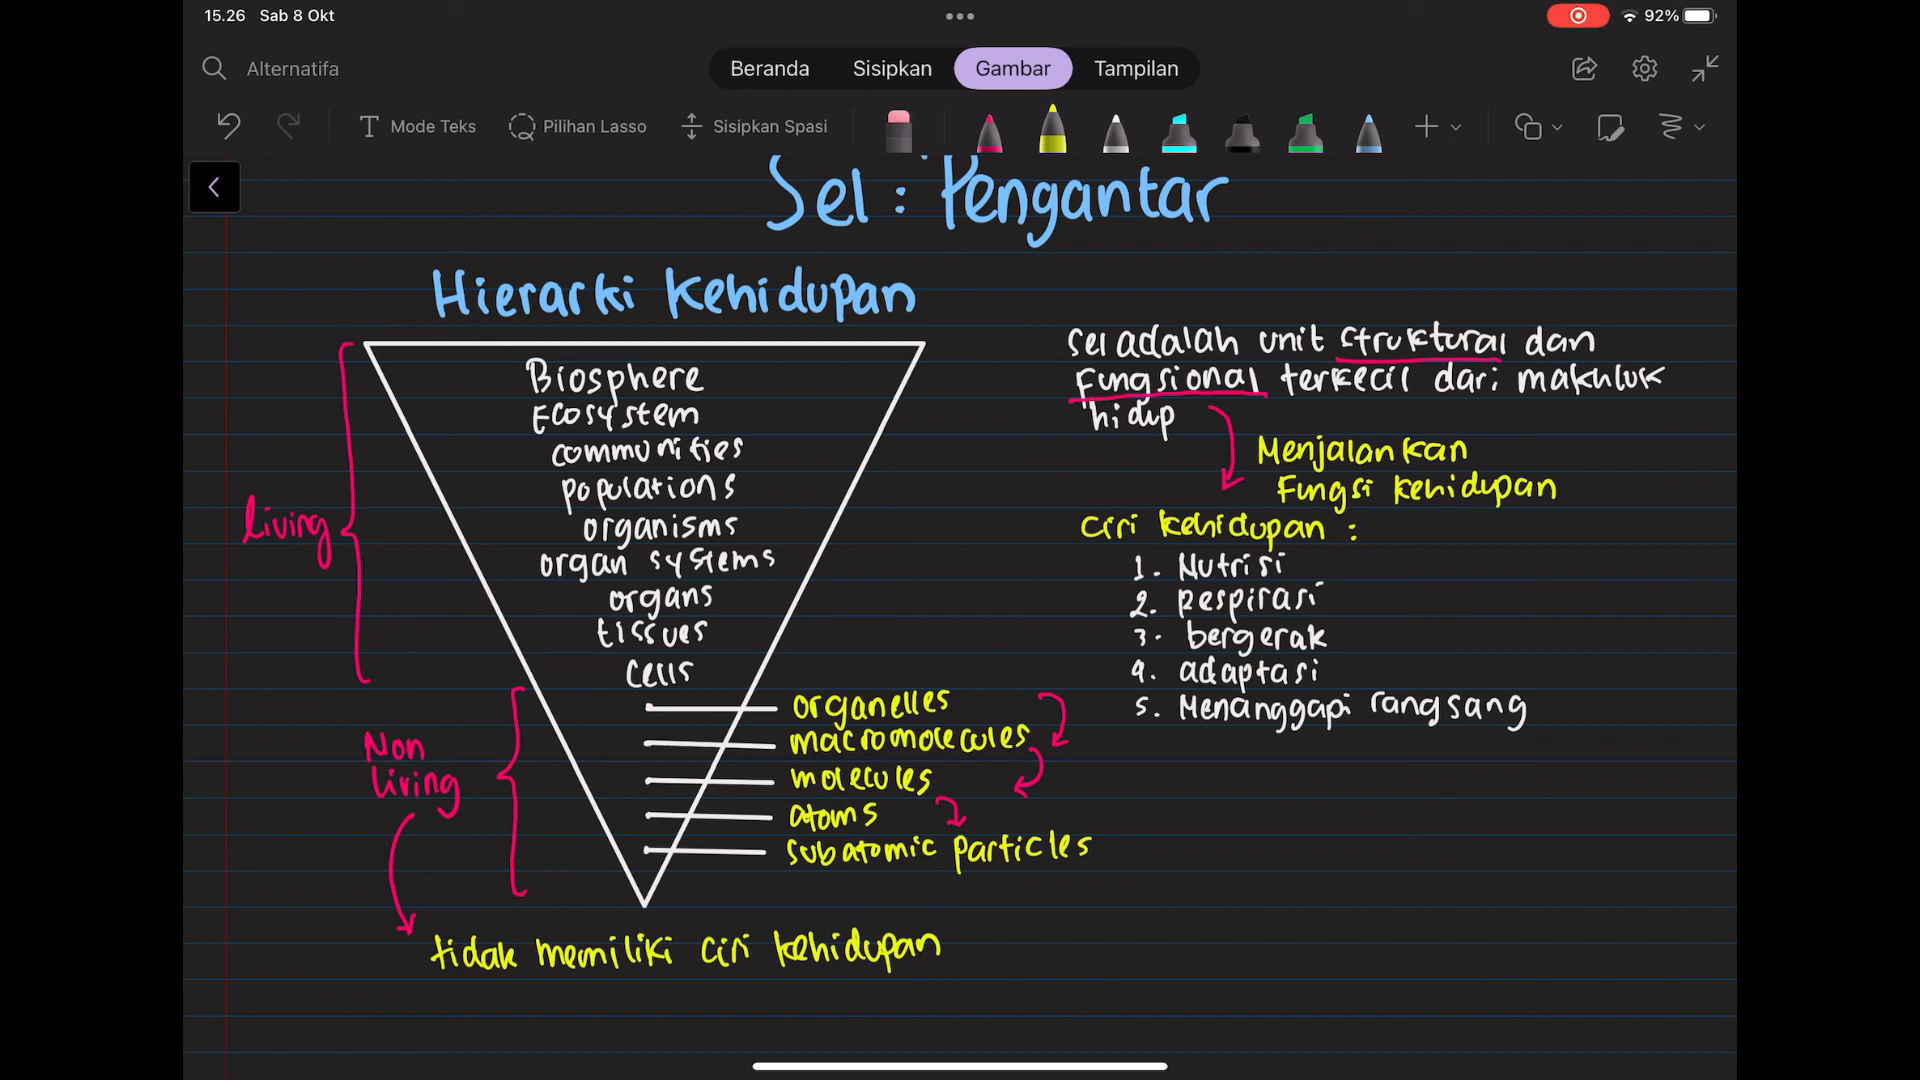 15.26 Sab 8 Okt
92%
Alternatifa
Beranda Sisipkan Gambar Tampilan
Mode Teks Pilihan Lasso Sisipkan Spasi
Sel : Pengantar
Hierarki Kehidupan
Biosphere
Ecosystem
communities
populations
organisms
organ systems
organs
tissues
cells
living
organelles
macromolecules
molecules
atoms
subatomic particles
Non
living
tidak memiliki ciri kehidupan
Sel adalah unit struktural dan
Fungsional terkecil dari makhluk
hidup
Menjalankan
Fungsi kehidupan
Ciri kehidupan :
1. Nutrisi
2. respirasi
3. bergerak
4. adaptasi
5. Menanggapi rangsang